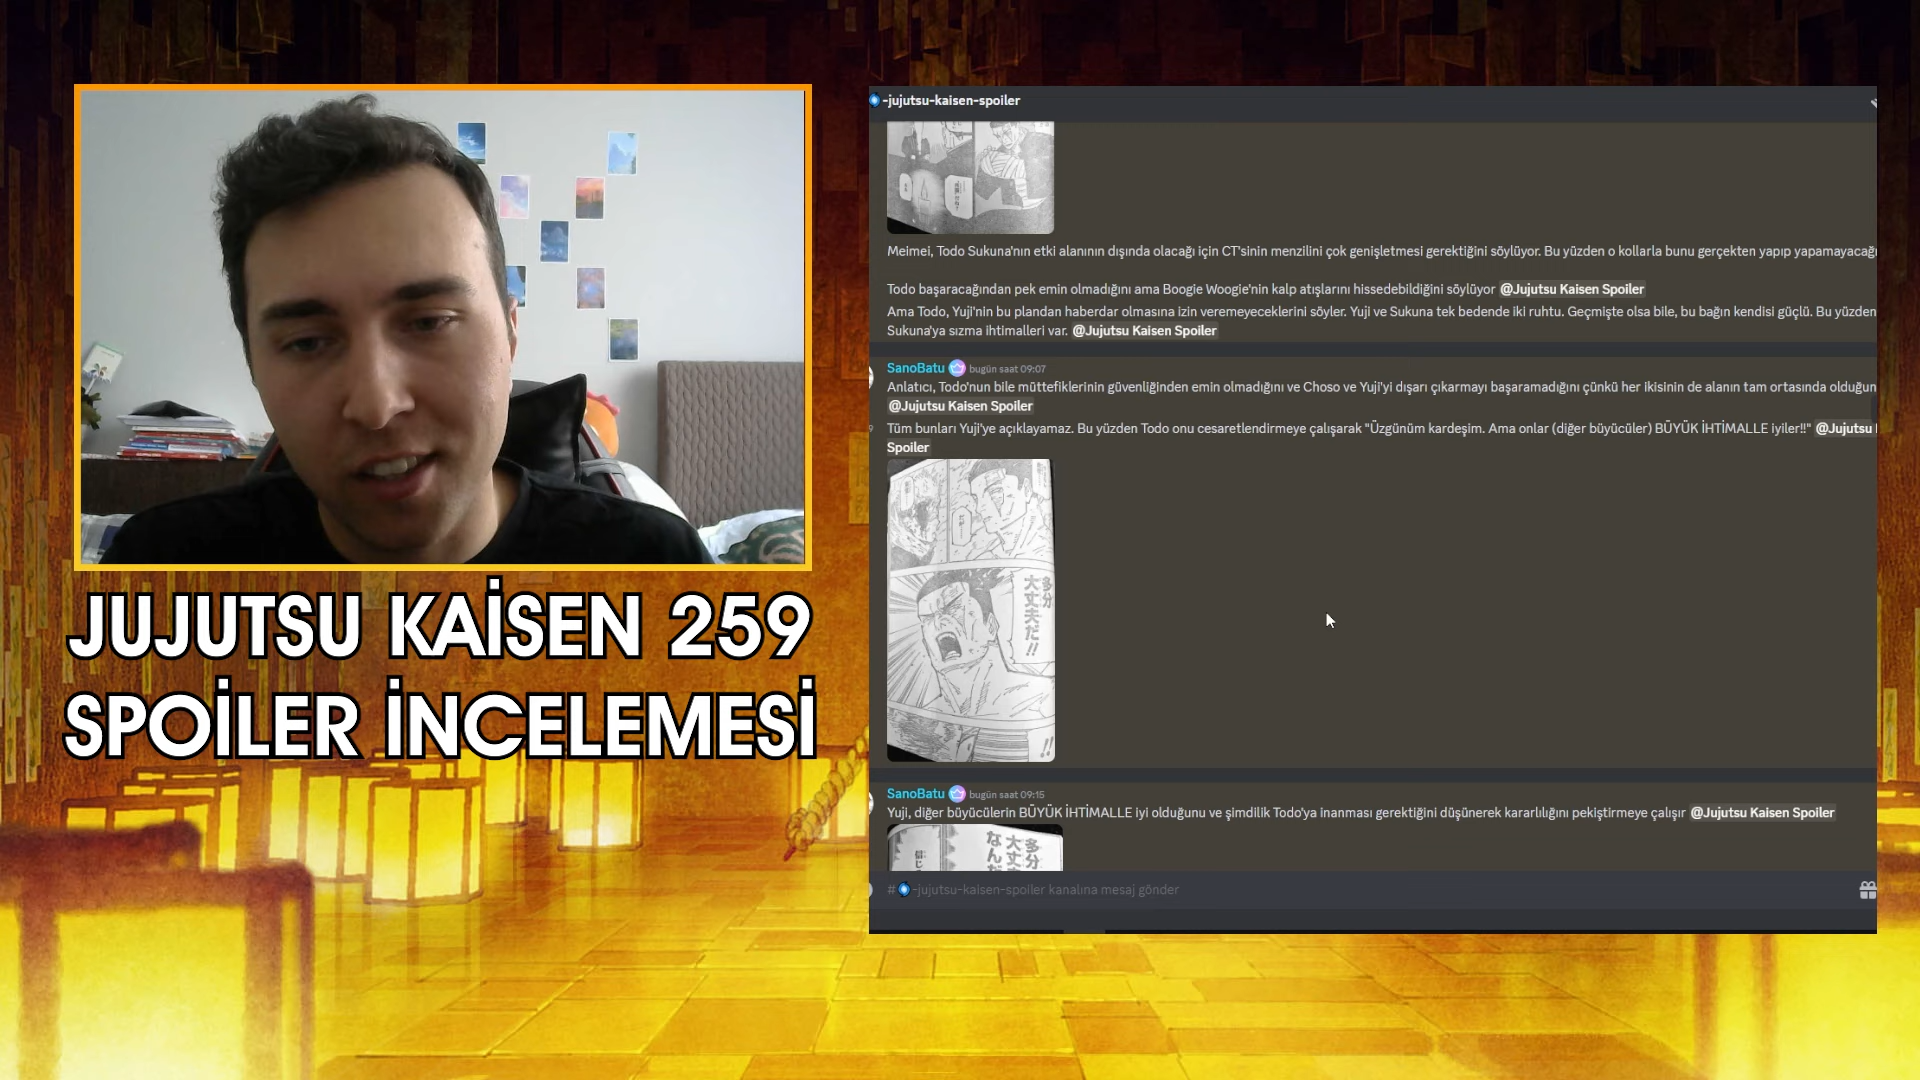 JUJUTSU KAİSEN 259
SPOİLER İNCELEMESİ
-jujutsu-kaisen-spoiler
Meimei, Todo Sukuna'nın etki alanının dışında olacağı için CT'sinin menzilini çok genişletmesi gerektiğini söylüyor. Bu yüzden o kollarla bunu gerçekten yapıp yapamayacağı
Todo başaracağından pek emin olmadığını ama Boogie Woogie'nin kalp atışlarını hissedebildiğini söylüyor @Jujutsu Kaisen Spoiler
Ama Todo, Yuji'nin bu plandan haberdar olmasına izin veremeyeceklerini söyler. Yuji ve Sukuna tek bedende iki ruhtu. Geçmişte olsa bile, bu bağın kendisi güçlü. Bu yüzden
Sukuna'ya sızma ihtimalleri var. @Jujutsu Kaisen Spoiler
SanoBatu bugün saat 09:07
Anlatıcı, Todo'nun bile müttefiklerinin güvenliğinden emin olmadığını ve Choso ve Yuji'yi dışarı çıkarmayı başaramadığını çünkü her ikisinin de alanın tam ortasında olduğun
@Jujutsu Kaisen Spoiler
Tüm bunları Yuji'ye açıklayamaz. Bu yüzden Todo onu cesaretlendirmeye çalışarak "Üzgünüm kardeşim. Ama onlar (diğer büyücüler) BÜYÜK İHTİMALLE iyiler!!" @Jujutsu
Spoiler
多分
大丈夫だ!!
!!
SanoBatu bugün saat 09:15
Yuji, diğer büyücülerin BÜYÜK İHTİMALLE iyi olduğunu ve şimdilik Todo'ya inanması gerektiğini düşünerek kararlılığını pekiştirmeye çalışır @Jujutsu Kaisen Spoiler
多分
大丈
なんだ
信じ
#-jujutsu-kaisen-spoiler kanalına mesaj gönder